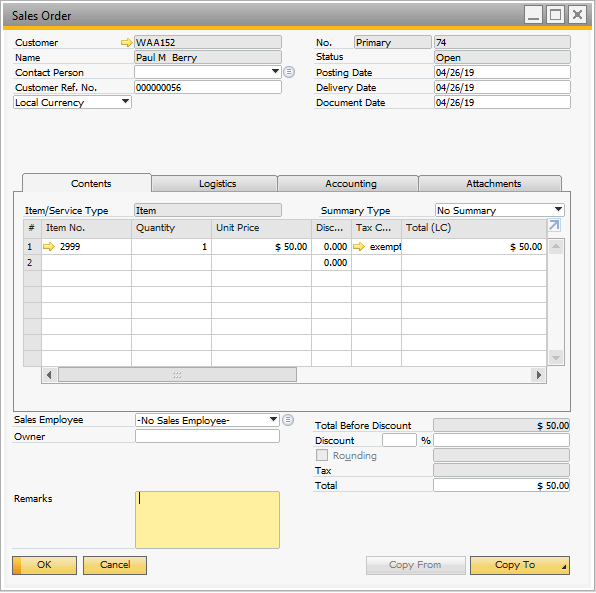 Sales Order
Customer WAA152 No. Primary 74
Name Paul M Berry Status Open
Contact Person Posting Date 04/26/19
Customer Ref. No. 000000056 Delivery Date 04/26/19
Local Currency Document Date 04/26/19
Contents Logistics Accounting Attachments
Item/Service Type Item Summary Type No Summary
# Item No. Quantity Unit Price Disc... Tax C... Total (LC)
1 2999 1 $ 50.00 0.000 exempt $ 50.00
2 0.000
Sales Employee -No Sales Employee- Total Before Discount $ 50.00
Owner Discount %
Rounding
Tax
Total $ 50.00
Remarks
OK Cancel Copy From Copy To